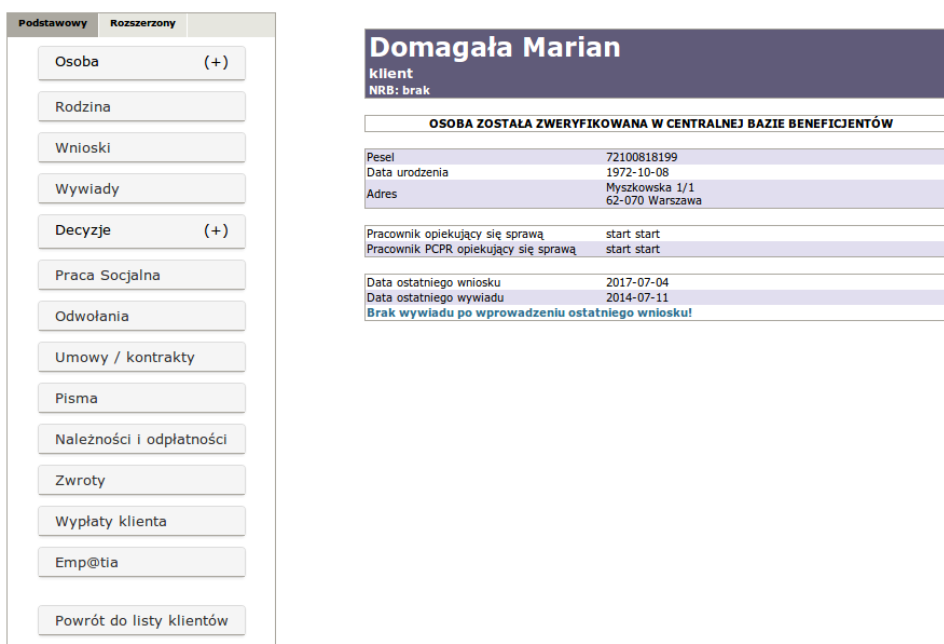 Podstawowy Rozszerzony
Osoba (+)
Rodzina
Wnioski
Wywiady
Decyzje (+)
Praca Socjalna
Odwołania
Umowy / kontrakty
Pisma
Należności i odpłatności
Zwroty
Wypłaty klienta
Emp@tia
Powrót do listy klientów
Domagała Marian
klient
NRB: brak
OSOBA ZOSTAŁA ZWERYFIKOWANA W CENTRALNEJ BAZIE BENEFICJENTÓW
Pesel 72100818199
Data urodzenia 1972-10-08
Adres Myszkowska 1/1
62-070 Warszawa
Pracownik opiekujący się sprawą start start
Pracownik PCPR opiekujący się sprawą start start
Data ostatniego wniosku 2017-07-04
Data ostatniego wywiadu 2014-07-11
Brak wywiadu po wprowadzeniu ostatniego wniosku!